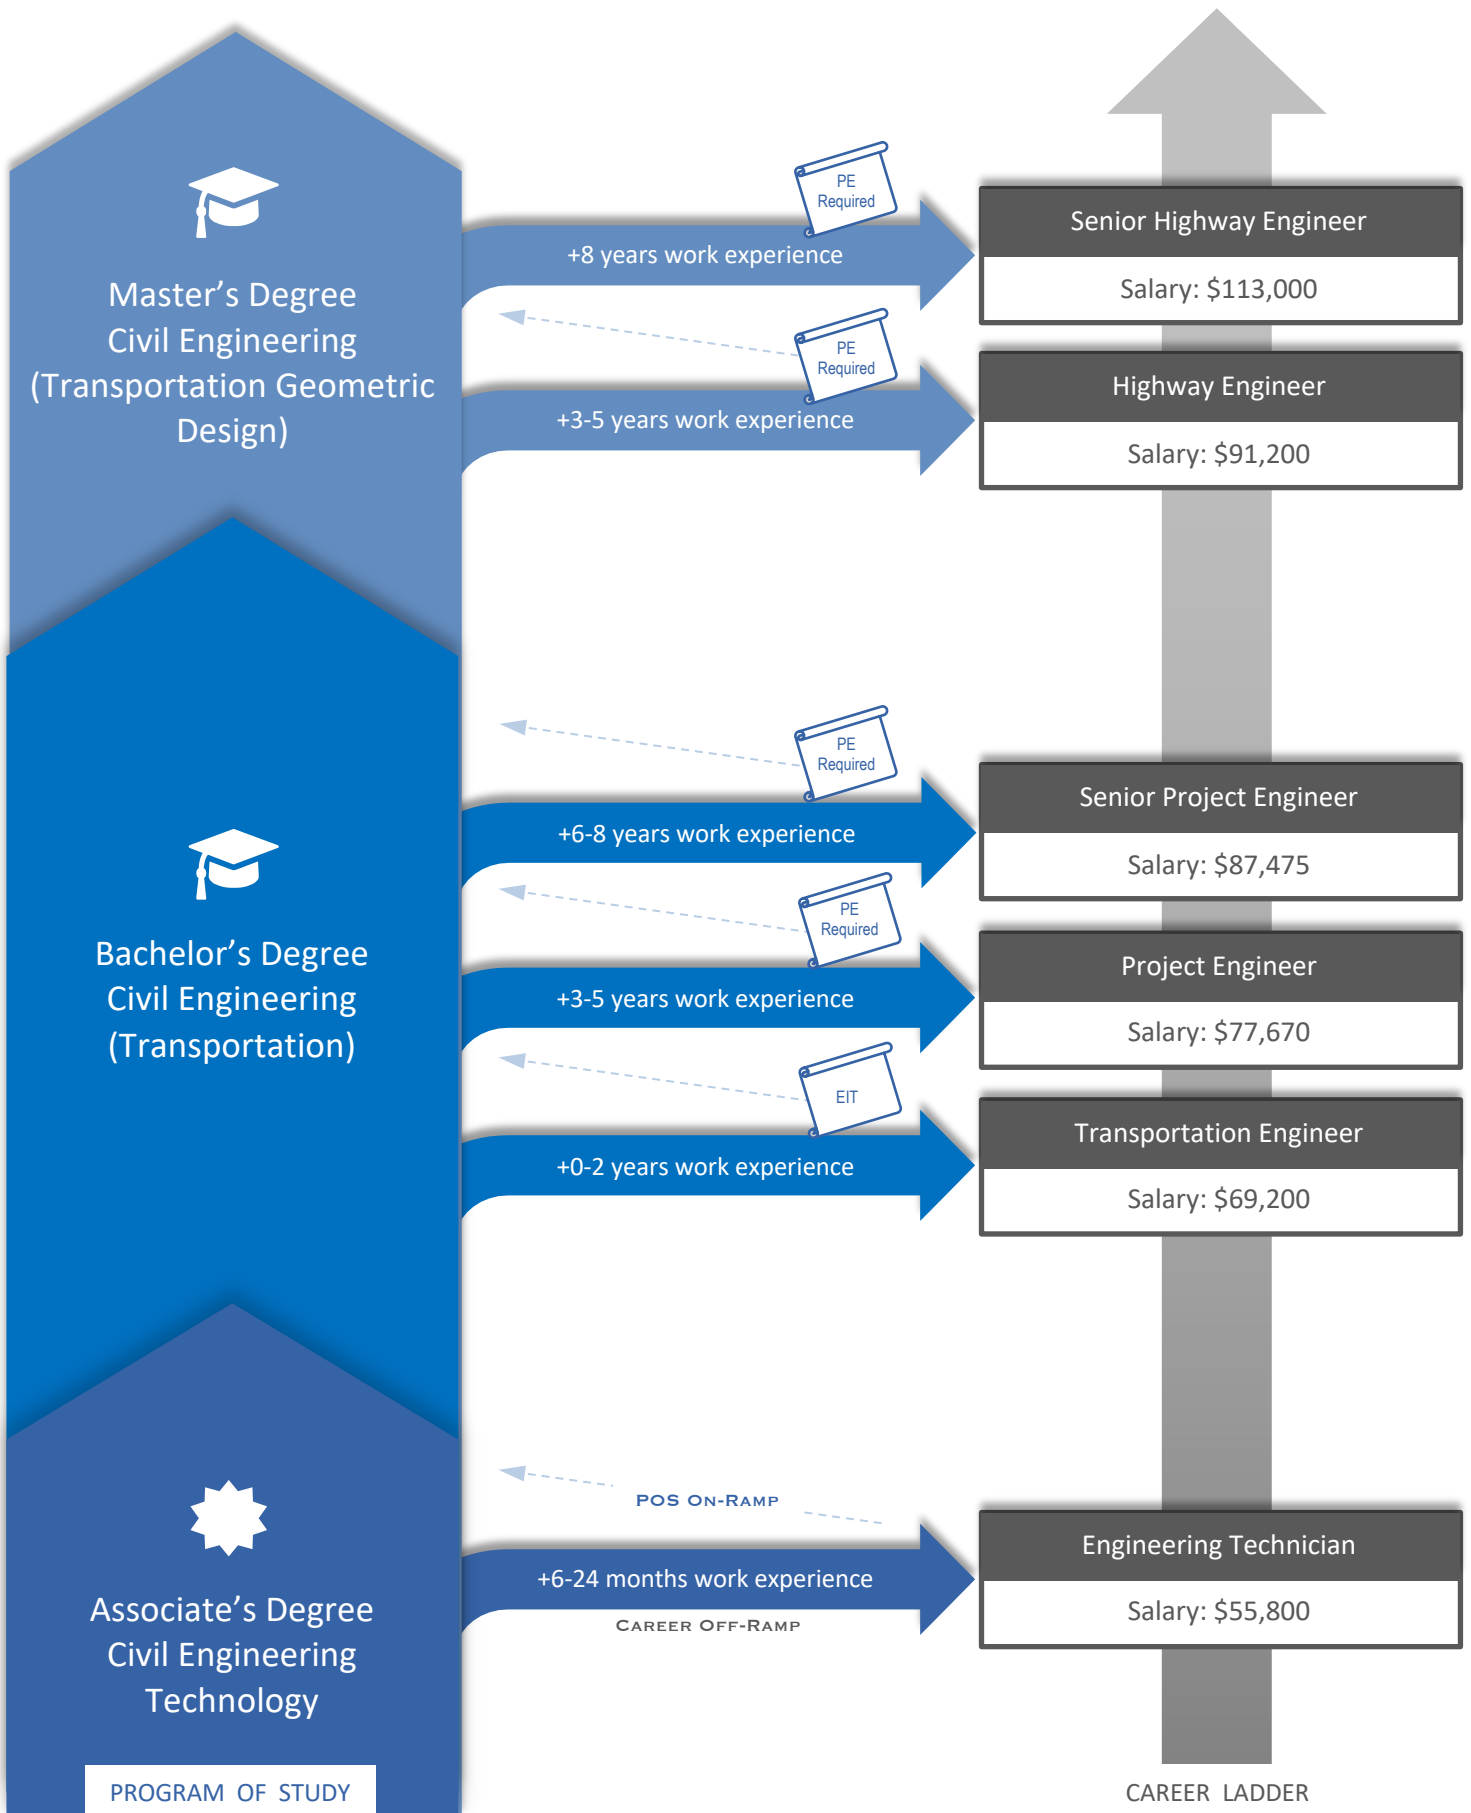 PE
Required
+8 years work experience
Senior Highway Engineer
Salary: $113,000
Master’s Degree
Civil Engineering
(Transportation Geometric
Design)
PE
Required
+3-5 years work experience
Highway Engineer
Salary: $91,200
PE
Required
+6-8 years work experience
Senior Project Engineer
Salary: $87,475
Bachelor’s Degree
Civil Engineering
(Transportation)
PE
Required
+3-5 years work experience
Project Engineer
Salary: $77,670
EIT
+0-2 years work experience
Transportation Engineer
Salary: $69,200
POS On-Ramp
+6-24 months work experience
Career Off-Ramp
Engineering Technician
Salary: $55,800
Associate’s Degree
Civil Engineering
Technology
PROGRAM OF STUDY
CAREER LADDER